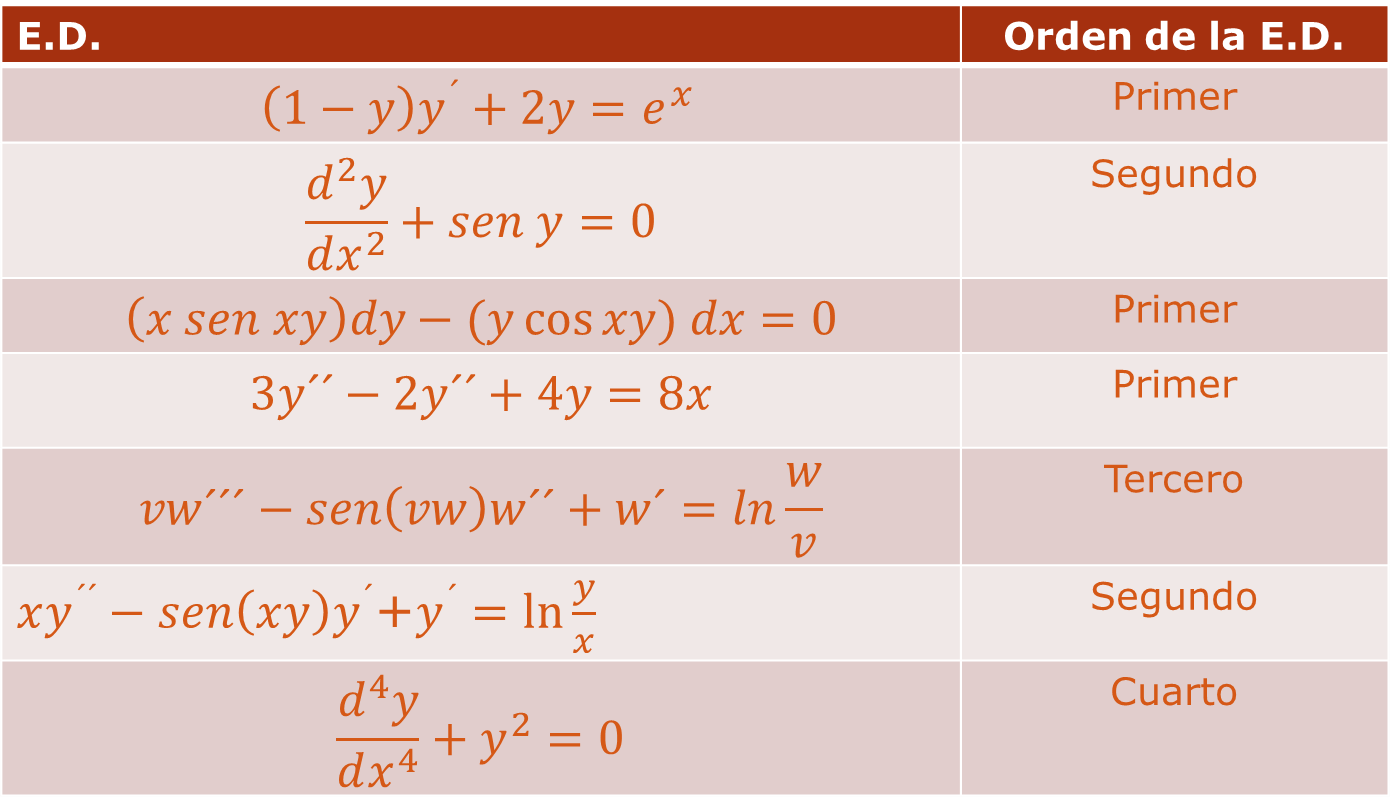 E.D. Orden de la E.D.
(1 − y)y´ + 2y = eˣ Primer
d²y/dx² + sen y = 0 Segundo
(x sen xy)dy − (y cos xy) dx = 0 Primer
3y´´ − 2y´´ + 4y = 8x Primer
vw´´´ − sen(vw)w´´ + w´ = ln w/v Tercero
xy´´ − sen(xy)y´+y´ = ln y/x Segundo
d⁴y/dx⁴ + y² = 0 Cuarto